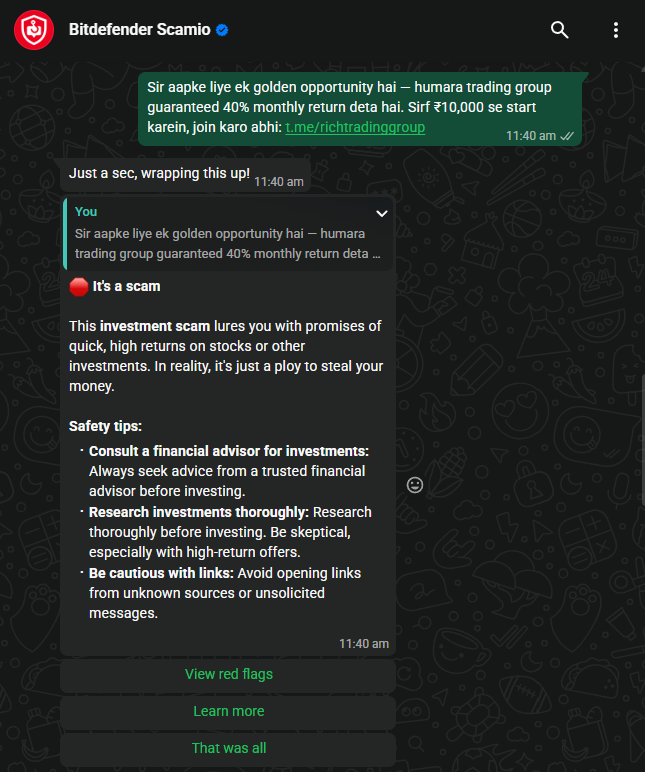 Bitdefender Scamio
Sir aapke liye ek golden opportunity hai — humara trading group
guaranteed 40% monthly return deta hai. Sirf ₹10,000 se start
karein, join karo abhi: t.me/richtradinggroup
11:40 am
Just a sec, wrapping this up!
11:40 am
You
Sir aapke liye ek golden opportunity hai — humara
trading group guaranteed 40% monthly return deta ...
It's a scam
This investment scam lures you with promises of
quick, high returns on stocks or other
investments. In reality, it's just a ploy to steal your
money.
Safety tips:
· Consult a financial advisor for investments:
Always seek advice from a trusted financial
advisor before investing.
· Research investments thoroughly: Research
thoroughly before investing. Be skeptical,
especially with high-return offers.
· Be cautious with links: Avoid opening links
from unknown sources or unsolicited
messages.
11:40 am
View red flags
Learn more
That was all